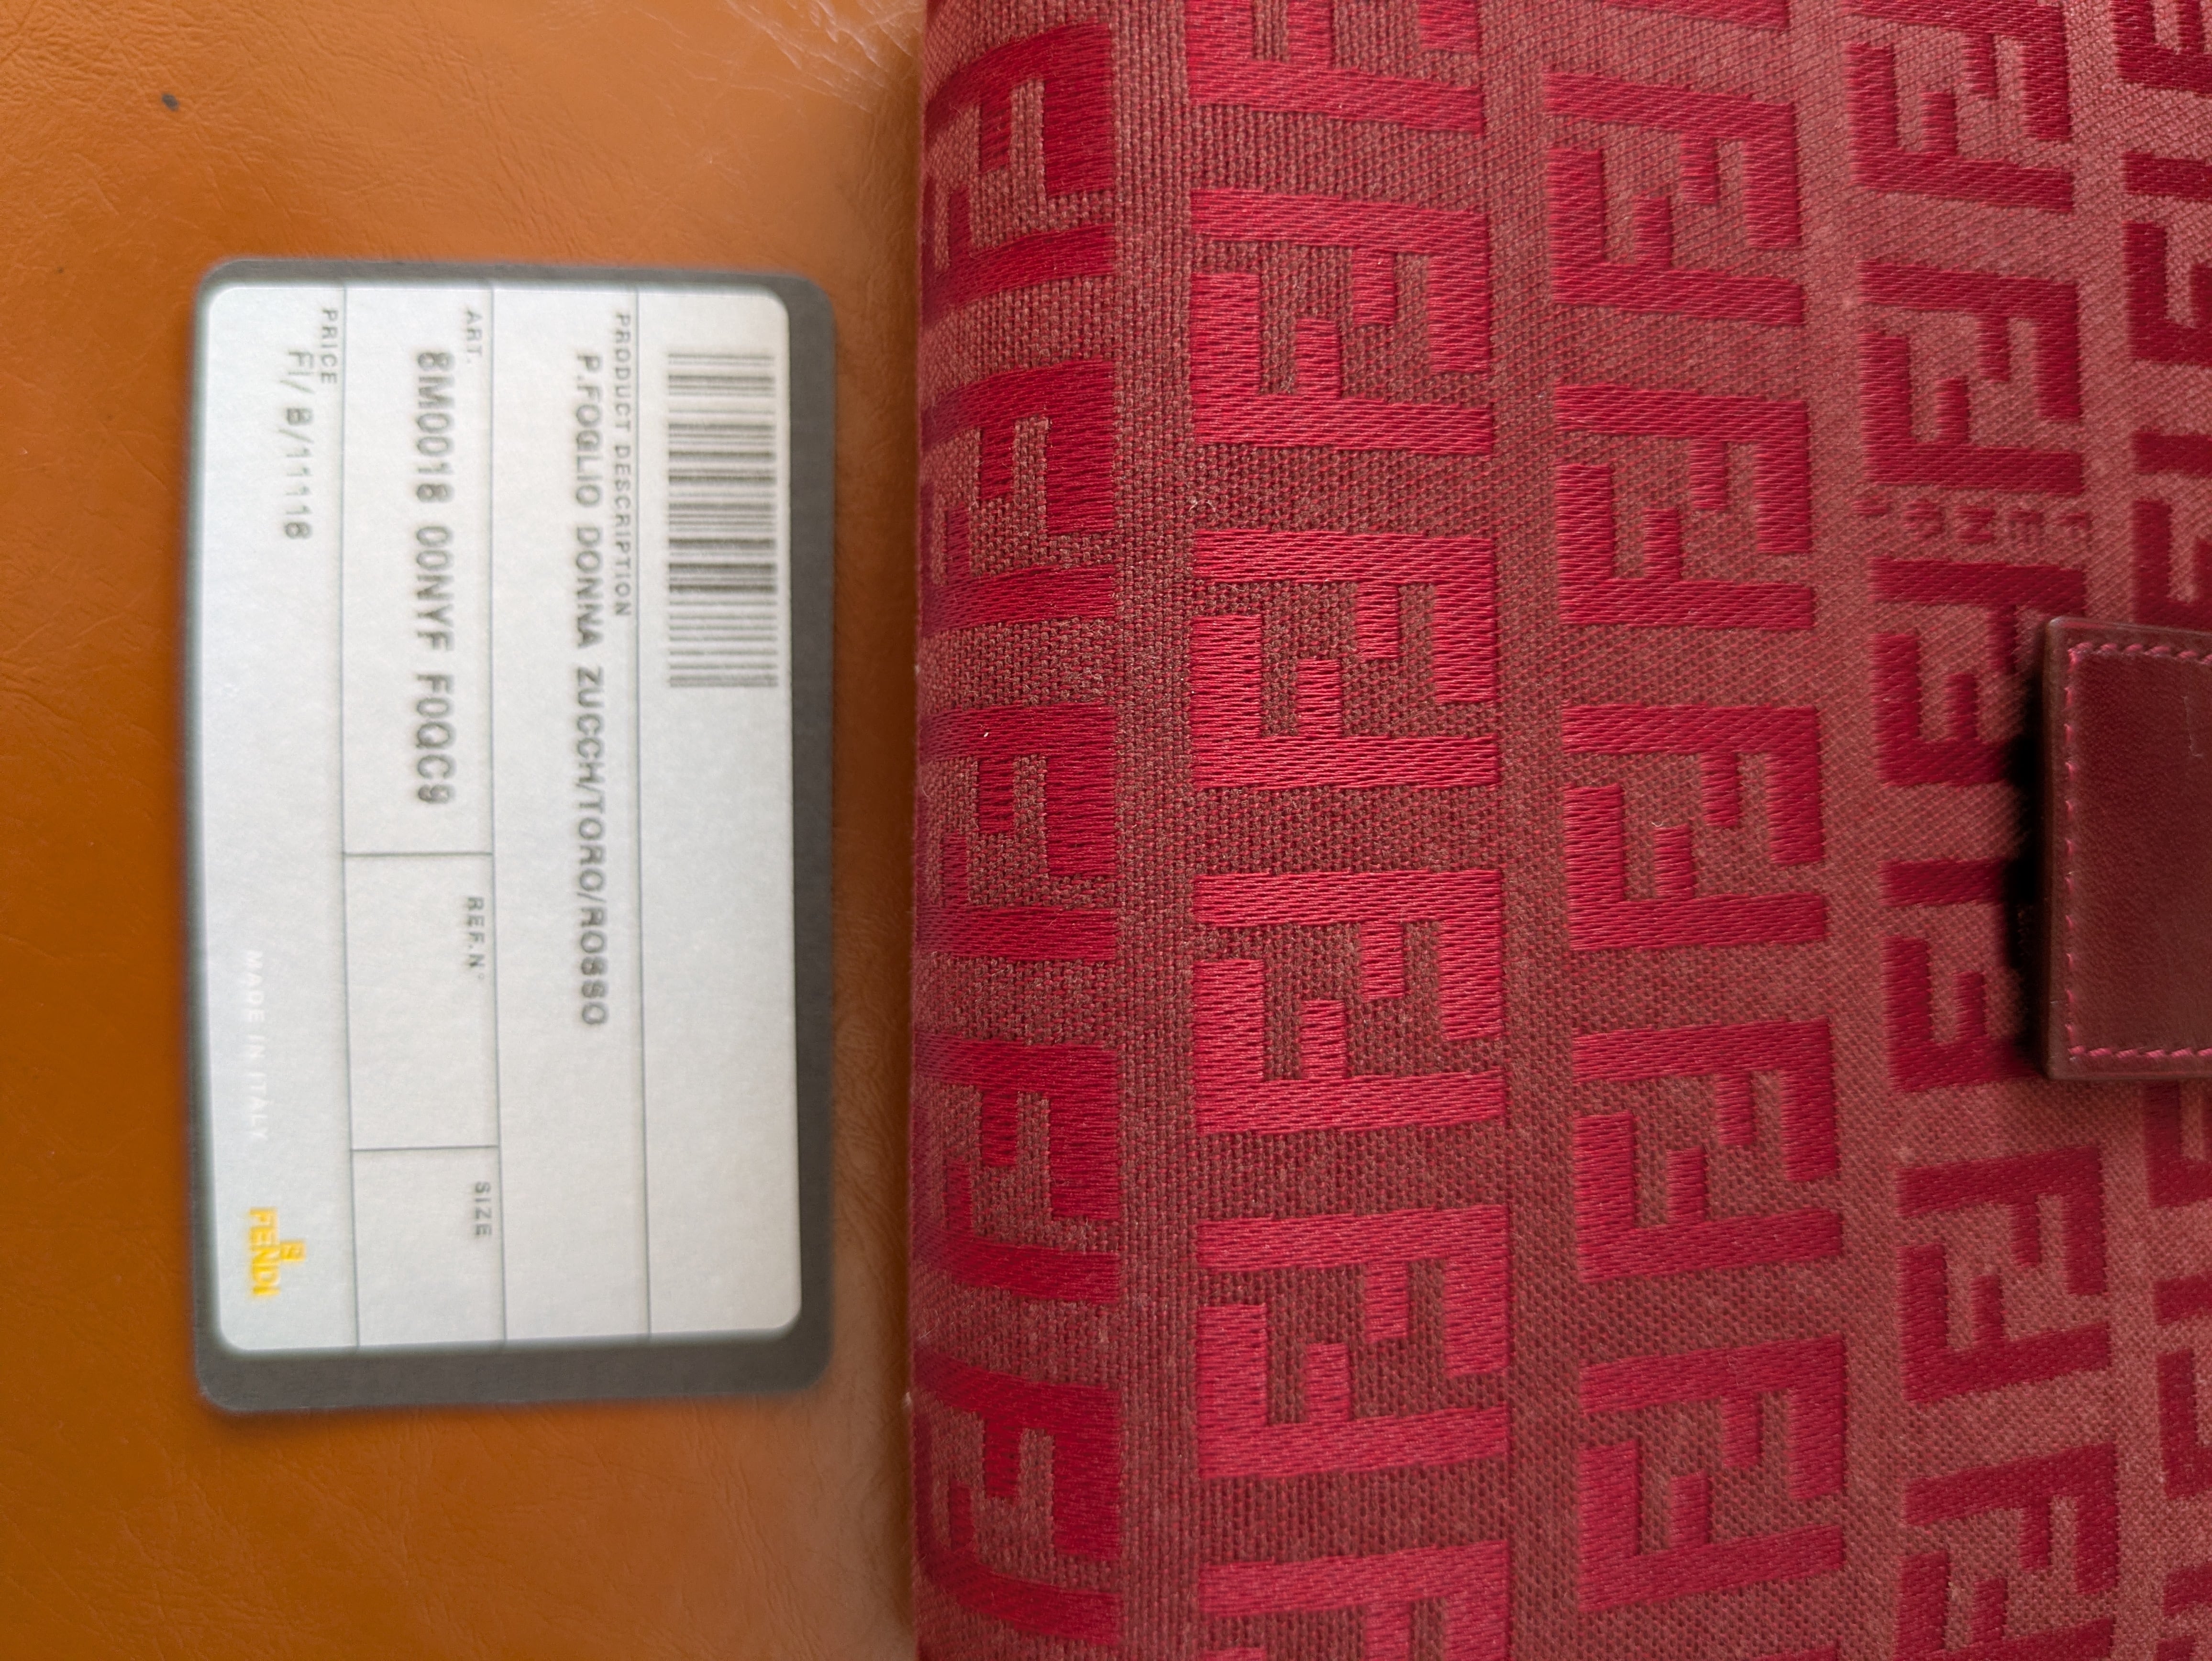 PRODUCT DESCRIPTION
P.FOGLIO DONNA ZUCCH/TORO/ROSSO
ART.
8M0018 00NYF F0QC9
REF.N°
SIZE
PRICE
FI/ B/11118
MADE IN ITALY
FENDI